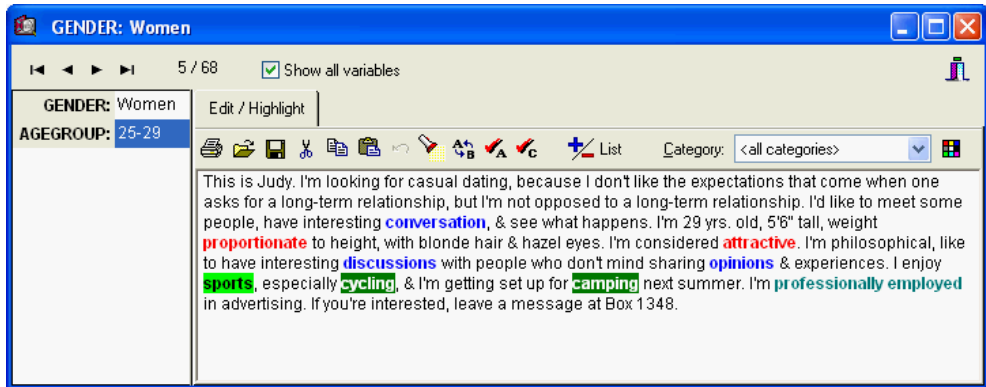 GENDER: Women
5 / 68 Show all variables
GENDER: Women
AGEGROUP: 25-29
Edit / Highlight
A B A C List Category: <all categories>
This is Judy. I'm looking for casual dating, because I don't like the expectations that come when one
asks for a long-term relationship, but I'm not opposed to a long-term relationship. I'd like to meet some
people, have interesting conversation, & see what happens. I'm 29 yrs. old, 5'6" tall, weight
proportionate to height, with blonde hair & hazel eyes. I'm considered attractive. I'm philosophical, like
to have interesting discussions with people who don't mind sharing opinions & experiences. I enjoy
sports, especially cycling, & I'm getting set up for camping next summer. I'm professionally employed
in advertising. If you're interested, leave a message at Box 1348.